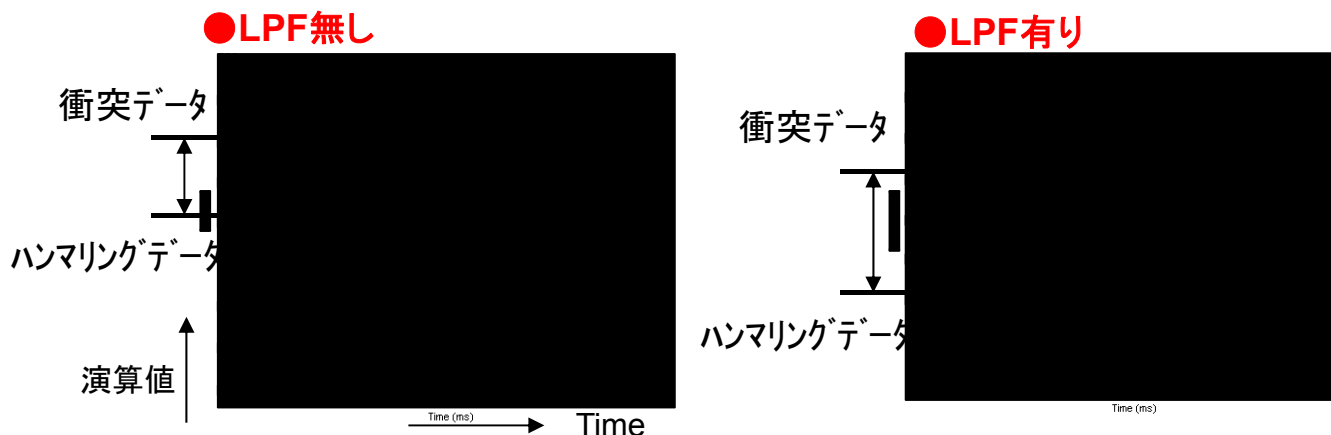 ●LPF無し
衝突データ
ハンマリングデータ
演算値
Time (ms)
Time
●LPF有り
衝突データ
ハンマリングデータ
Time (ms)